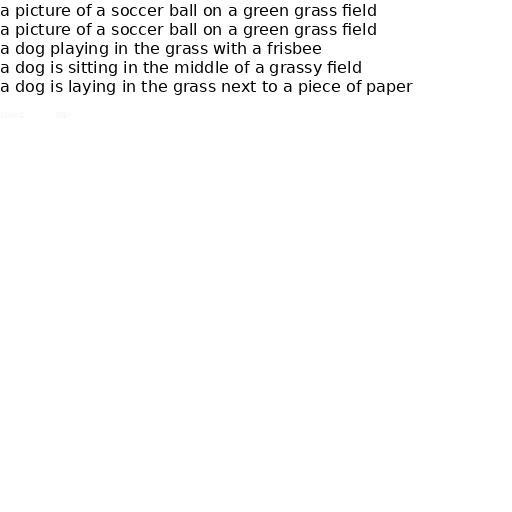 a picture of a soccer ball on a green grass field
a picture of a soccer ball on a green grass field
a dog playing in the grass with a frisbee
a dog is sitting in the middle of a grassy field
a dog is laying in the grass next to a piece of paper